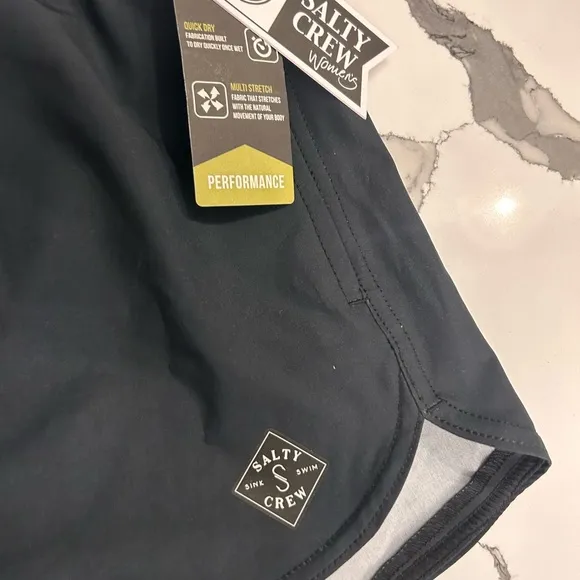 QUICK DRY
FABRICATION BUILT
TO DRY QUICKLY ONCE WET
MULTI STRETCH
FABRIC THAT STRETCHES
WITH THE NATURAL
MOVEMENT OF YOUR BODY
PERFORMANCE
SALTY
CREW
Women's
SALTY
SINK S SWIM
CREW